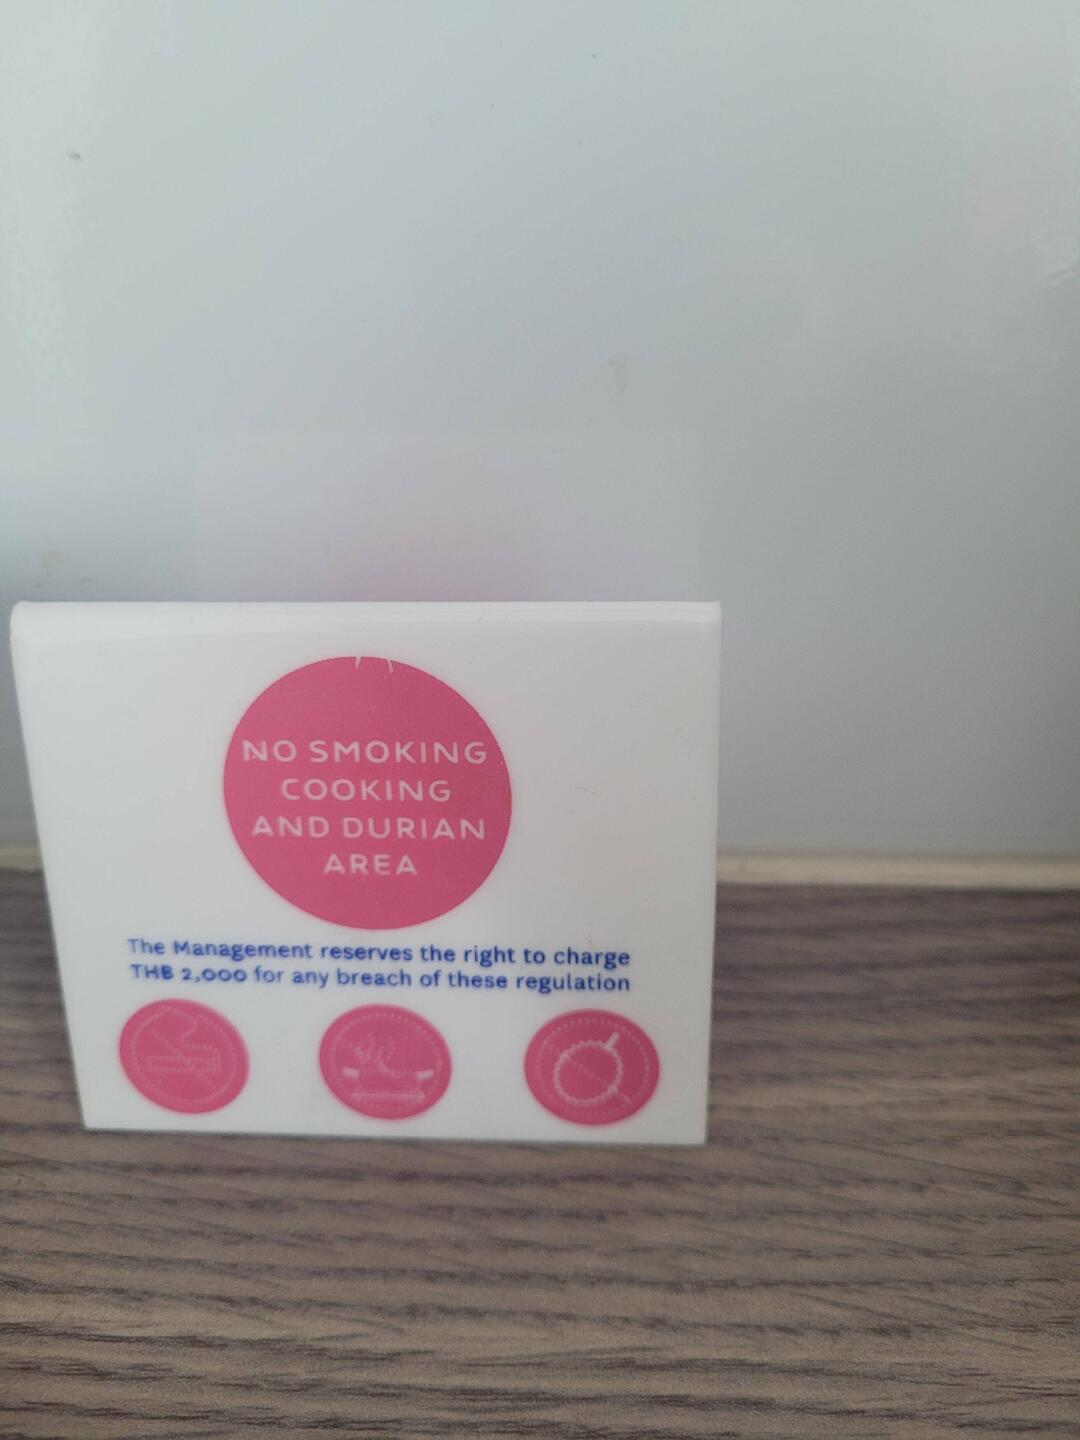 NO SMOKING
COOKING
AND DURIAN
AREA
The Management reserves the right to charge
THB 2,000 for any breach of these regulation